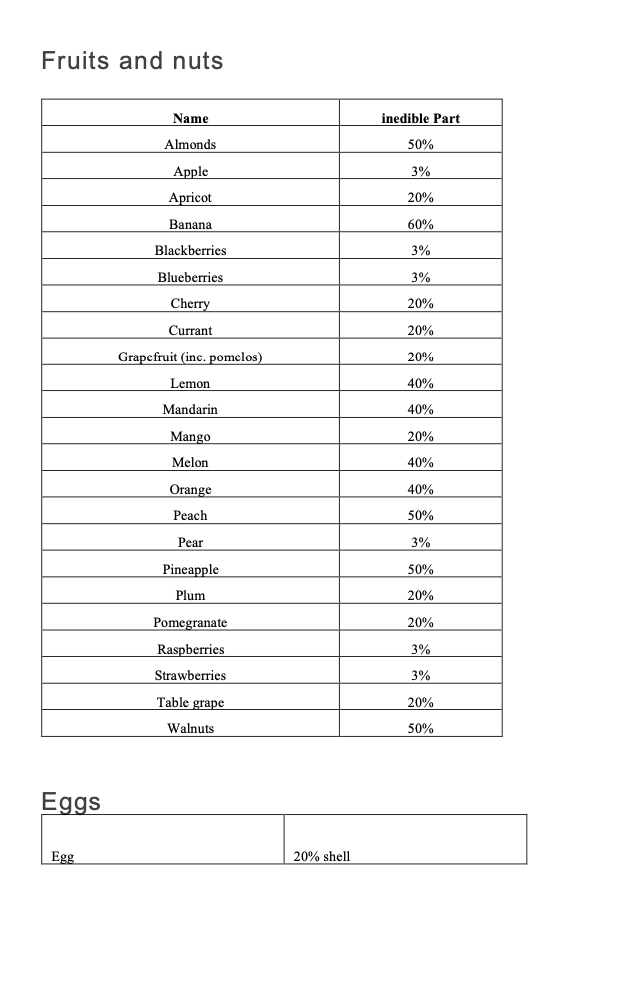 Fruits and nuts
Name inedible Part
Almonds 50%
Apple 3%
Apricot 20%
Banana 60%
Blackberries 3%
Blueberries 3%
Cherry 20%
Currant 20%
Grapefruit (inc. pomelos) 20%
Lemon 40%
Mandarin 40%
Mango 20%
Melon 40%
Orange 40%
Peach 50%
Pear 3%
Pineapple 50%
Plum 20%
Pomegranate 20%
Raspberries 3%
Strawberries 3%
Table grape 20%
Walnuts 50%
Eggs
Egg 20% shell